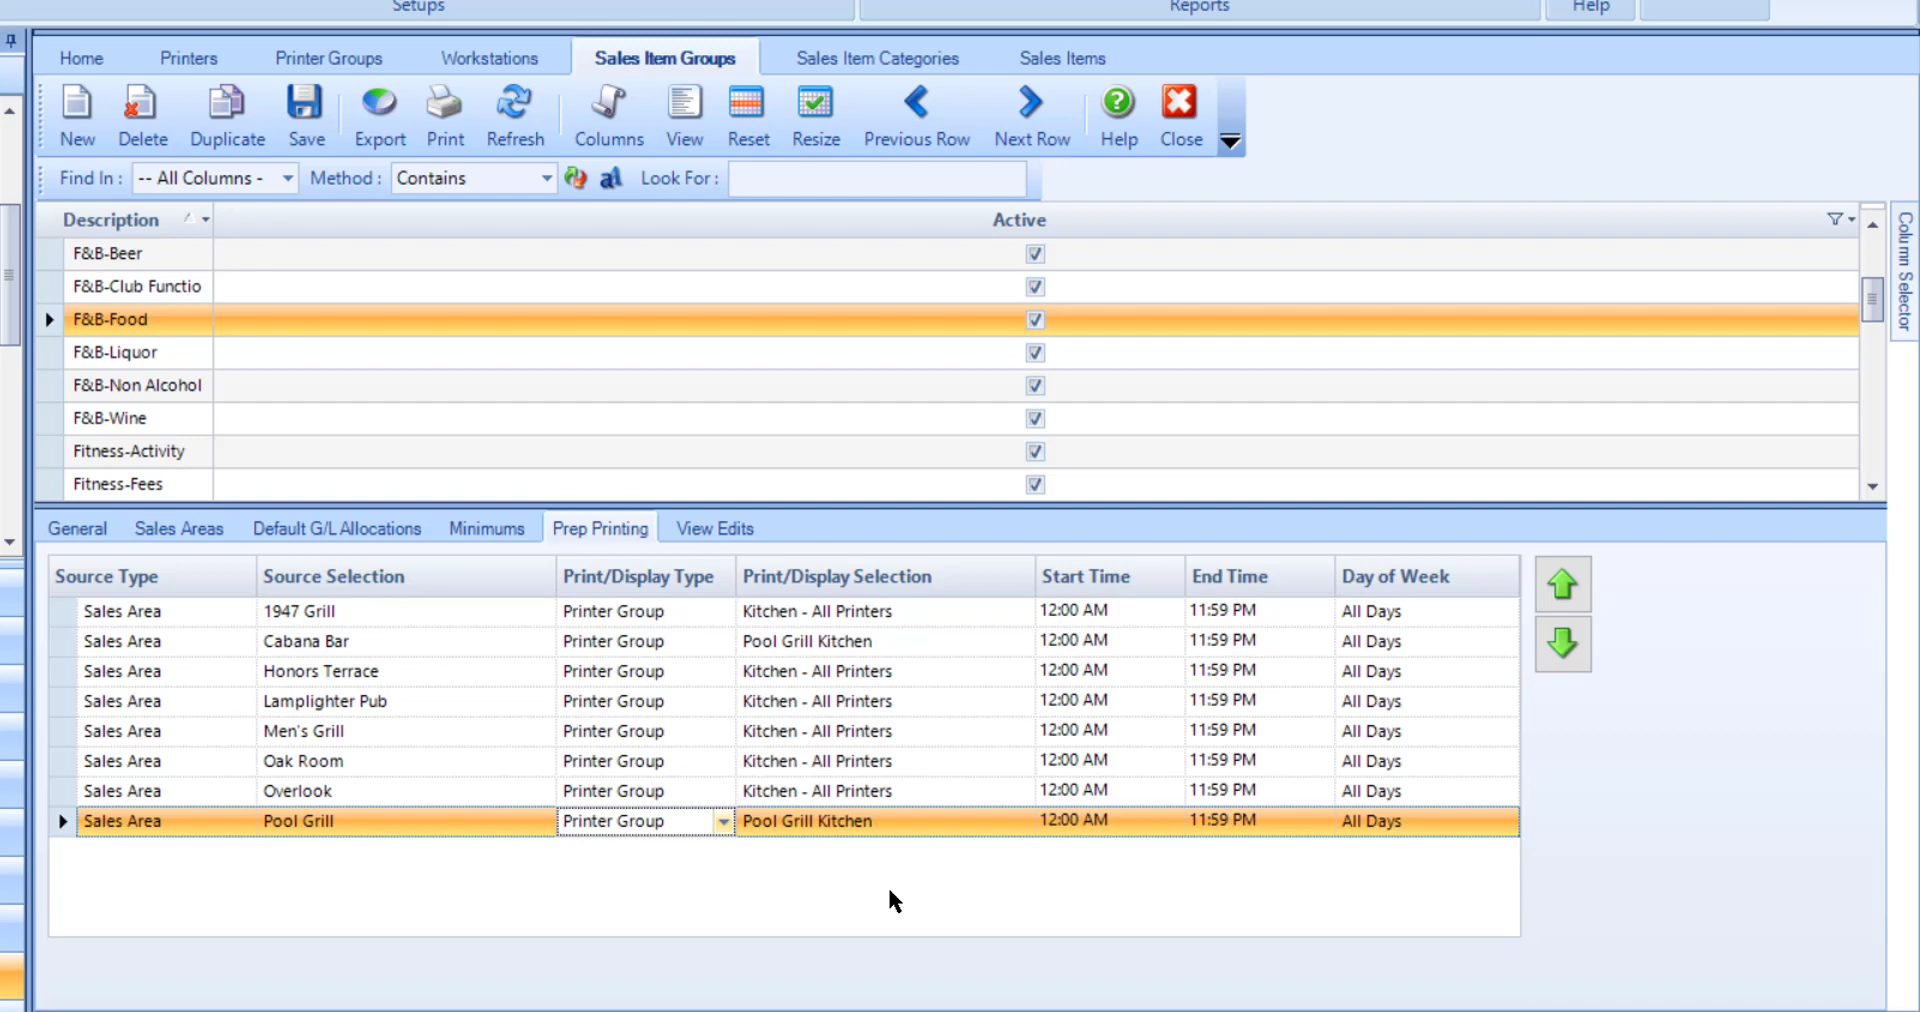 Setups Reports Help
Home Printers Printer Groups Workstations Sales Item Groups Sales Item Categories Sales Items
New Delete Duplicate Save Export Print Refresh Columns View Reset Resize Previous Row Next Row Help Close
Find In : -- All Columns - Method : Contains Look For :
Description Active
F&B-Beer
F&B-Club Functio
F&B-Food
F&B-Liquor
F&B-Non Alcohol
F&B-Wine
Fitness-Activity
Fitness-Fees
Column Selector
General Sales Areas Default G/L Allocations Minimums Prep Printing View Edits
Source Type Source Selection Print/Display Type Print/Display Selection Start Time End Time Day of Week
Sales Area 1947 Grill Printer Group Kitchen - All Printers 12:00 AM 11:59 PM All Days
Sales Area Cabana Bar Printer Group Pool Grill Kitchen 12:00 AM 11:59 PM All Days
Sales Area Honors Terrace Printer Group Kitchen - All Printers 12:00 AM 11:59 PM All Days
Sales Area Lamplighter Pub Printer Group Kitchen - All Printers 12:00 AM 11:59 PM All Days
Sales Area Men's Grill Printer Group Kitchen - All Printers 12:00 AM 11:59 PM All Days
Sales Area Oak Room Printer Group Kitchen - All Printers 12:00 AM 11:59 PM All Days
Sales Area Overlook Printer Group Kitchen - All Printers 12:00 AM 11:59 PM All Days
Sales Area Pool Grill Printer Group Pool Grill Kitchen 12:00 AM 11:59 PM All Days